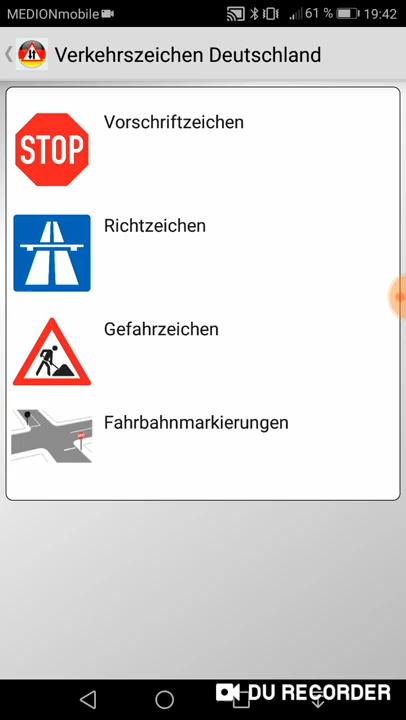 MEDIONmobile 61 % 19:42
Verkehrszeichen Deutschland
STOP
Vorschriftzeichen
Richtzeichen
Gefahrzeichen
Fahrbahnmarkierungen
DU RECORDER